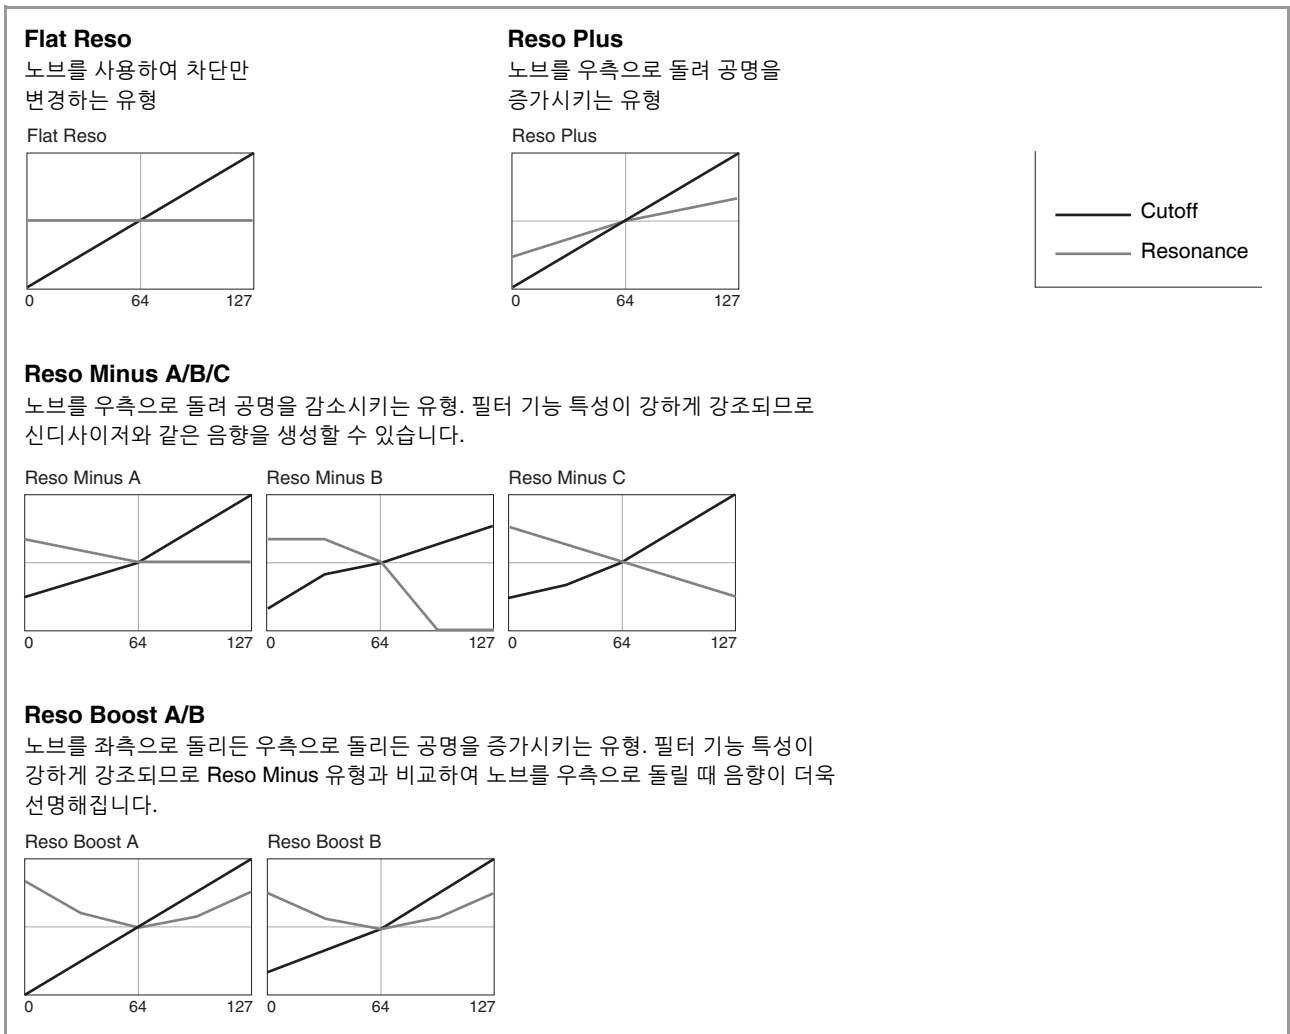 Flat Reso
노브를 사용하여 차단만
변경하는 유형
Flat Reso
0 64 127
Reso Plus
노브를 우측으로 돌려 공명을
증가시키는 유형
Reso Plus
0 64 127
Cutoff
Resonance
Reso Minus A/B/C
노브를 우측으로 돌려 공명을 감소시키는 유형. 필터 기능 특성이 강하게 강조되므로
신디사이저와 같은 음향을 생성할 수 있습니다.
Reso Minus A
0 64 127
Reso Minus B
0 64 127
Reso Minus C
0 64 127
Reso Boost A/B
노브를 좌측으로 돌리든 우측으로 돌리든 공명을 증가시키는 유형. 필터 기능 특성이
강하게 강조되므로 Reso Minus 유형과 비교하여 노브를 우측으로 돌릴 때 음향이 더욱
선명해집니다.
Reso Boost A
0 64 127
Reso Boost B
0 64 127